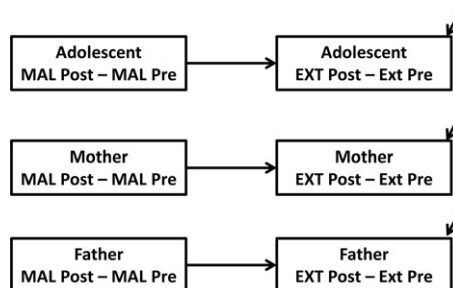 Adolescent
MAL Post – MAL Pre
Adolescent
EXT Post – Ext Pre
Mother
MAL Post – MAL Pre
Mother
EXT Post – Ext Pre
Father
MAL Post – MAL Pre
Father
EXT Post – Ext Pre